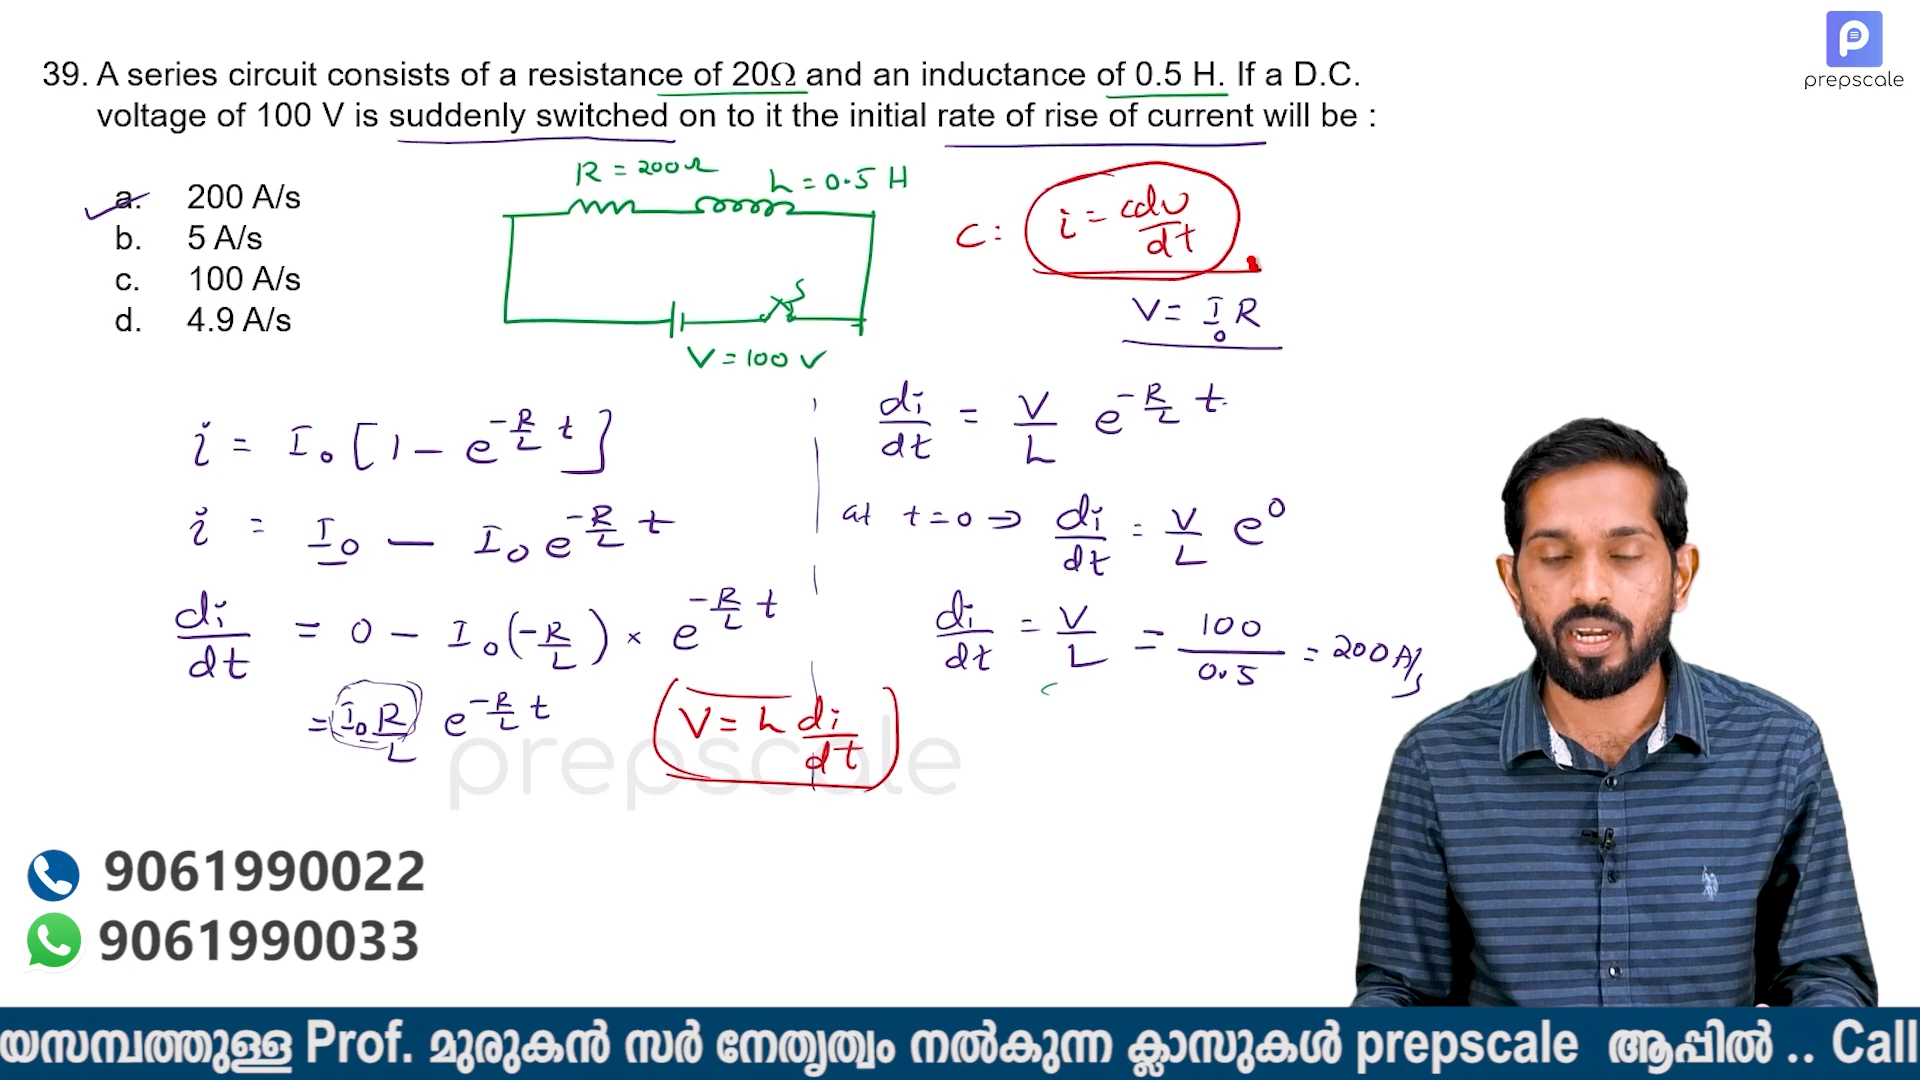 prepscale
39. A series circuit consists of a resistance of 20Ω and an inductance of 0.5 H. If a D.C.
voltage of 100 V is suddenly switched on to it the initial rate of rise of current will be :
a. 200 A/s
b. 5 A/s
c. 100 A/s
d. 4.9 A/s
R = 200Ω
L = 0.5 H
S
V = 100 V
C: i = cdv/dt
V = I₀R
i = I₀[1 - e^(-R/L t)]
i = I₀ - I₀e^(-R/L t)
di/dt = 0 - I₀(-R/L) × e^(-R/L t)
= I₀R/L e^(-R/L t)
V = L di/dt
di/dt = V/L e^(-R/L t)
at t=0 ⇒ di/dt = V/L e⁰
di/dt = V/L = 100/0.5 = 200 A/s
prepscale
9061990022
9061990033
യസമ്പത്തുള്ള Prof. മുരുകൻ സർ നേതൃത്വം നൽകുന്ന ക്ലാസുകൾ prepscale ആപ്പിൽ .. Call